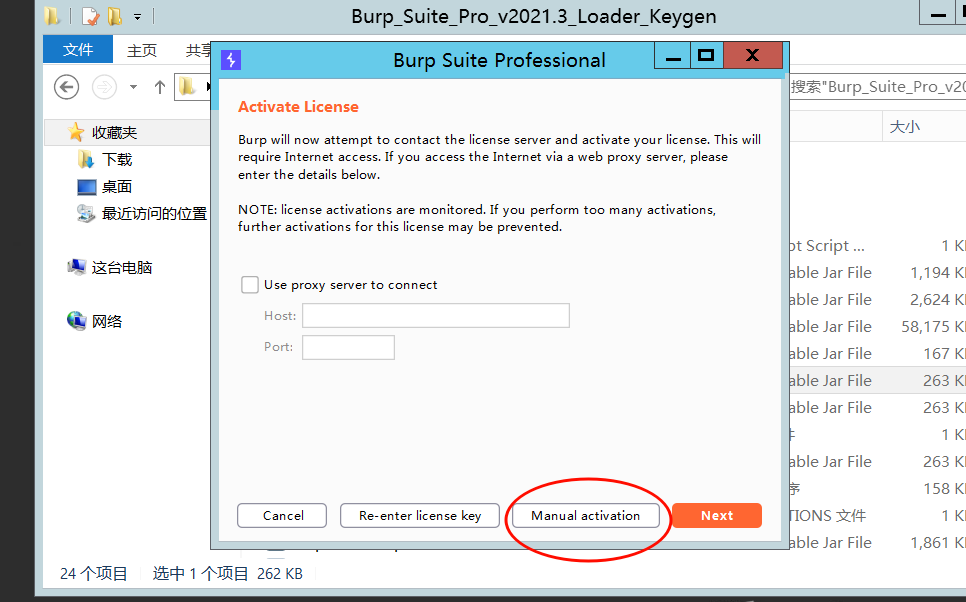 Burp_Suite_Pro_v2021.3_Loader_Keygen
文件 主页 共享
Burp Suite Professional
搜索"Burp_Suite_Pro_v20
Activate License
大小
收藏夹
Burp will now attempt to contact the license server and activate your license. This will
require Internet access. If you access the Internet via a web proxy server, please
enter the details below.
下载
桌面
最近访问的位置
NOTE: license activations are monitored. If you perform too many activations,
further activations for this license may be prevented.
pt Script ... 1 K
这台电脑
able Jar File 1,194 K
Use proxy server to connect
able Jar File 2,624 K
Host:
网络
able Jar File 58,175 K
Port:
able Jar File 167 K
able Jar File 263 K
able Jar File 263 K
件 1 K
able Jar File 263 K
序 158 K
Cancel Re-enter license key Manual activation Next
TIONS 文件 1 K
able Jar File 1,861 K
24 个项目 选中 1 个项目 262 KB